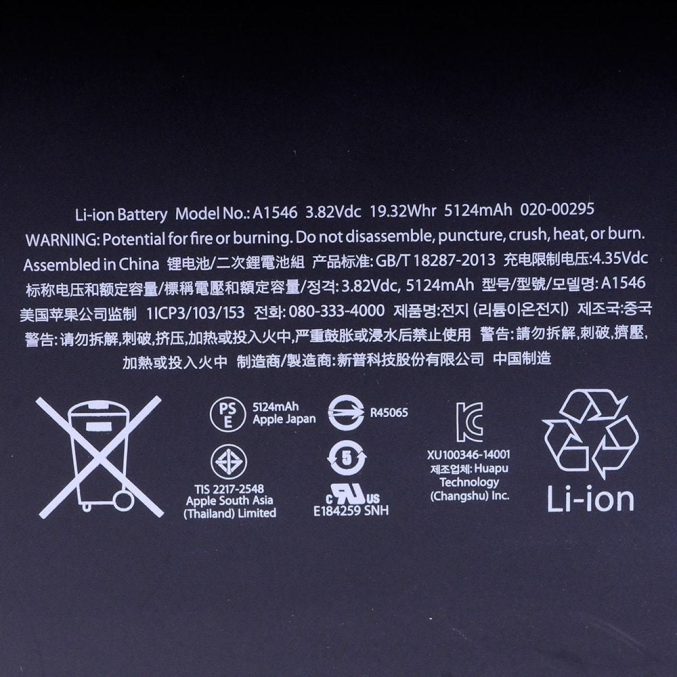 Li-ion Battery Model No.: A1546 3.82Vdc 19.32Whr 5124mAh 020-00295
WARNING: Potential for fire or burning. Do not disassemble, puncture, crush, heat, or burn.
Assembled in China 锂电池/二次鋰電池組 产品标准: GB/T 18287-2013 充电限制电压: 4.35Vdc
标称电压和额定容量/標稱電壓和額定容量/정격: 3.82Vdc, 5124mAh 型号/型號/모델명: A1546
美国苹果公司监制 1ICP3/103/153 전화: 080-333-4000 제품명: 전지 (리튬이온전지) 제조국: 중국
警告: 请勿拆解, 刺破, 挤压, 加热或投入火中, 严重鼓胀或浸水后禁止使用 警告: 請勿拆解, 刺破, 擠壓,
加熱或投入火中 制造商/製造商: 新普科技股份有限公司 中国制造
PS
E
5124mAh
Apple Japan
R45065
TIS 2217-2548
Apple South Asia
(Thailand) Limited
5
c RU US
E184259 SNH
KC
XU100346-14001
제조업체: Huapu
Technology
(Changshu) Inc.
Li-ion